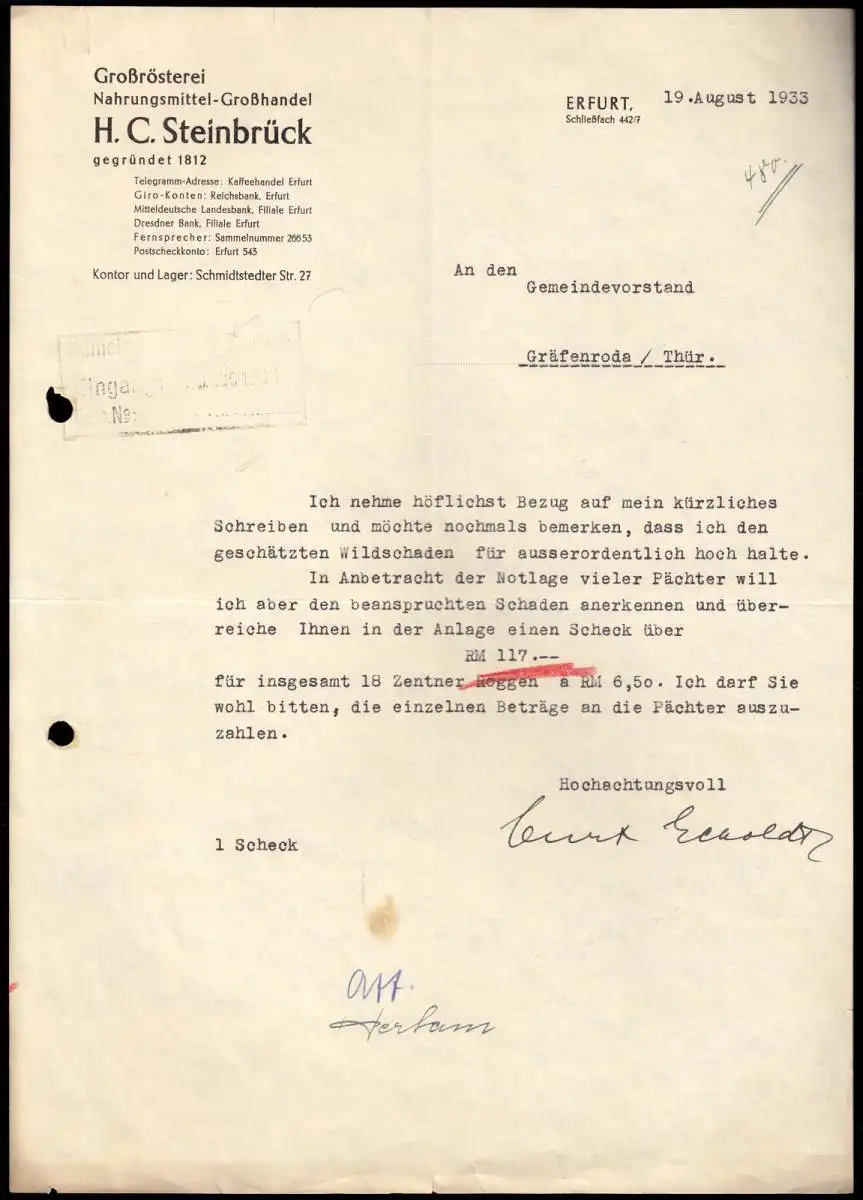 Großrösterei
Nahrungsmittel-Großhandel
H. C. Steinbrück
gegründet 1812
Telegramm-Adresse: Kaffeehandel Erfurt
Giro-Konten: Reichsbank, Erfurt
Mitteldeutsche Landesbank, Filiale Erfurt
Dresdner Bank, Filiale Erfurt
Fernsprecher: Sammelnummer 26653
Postscheckkonto: Erfurt 543
Kontor und Lager: Schmidtstedter Str. 27
ERFURT, 19.August 1933
Schließfach 442/7
480.
An den
Gemeindevorstand
Gräfenroda / Thür.
Ich nehme höflichst Bezug auf mein kürzliches
Schreiben und möchte nochmals bemerken, dass ich den
geschätzten Wildschaden für ausserordentlich hoch halte.
In Anbetracht der Notlage vieler Pächter will
ich aber den beanspruchten Schaden anerkennen und über-
reiche Ihnen in der Anlage einen Scheck über
RM 117.--
für insgesamt 18 Zentner Roggen a RM 6,50. Ich darf Sie
wohl bitten, die einzelnen Beträge an die Pächter auszu-
zahlen.
Hochachtungsvoll
Curt
1 Scheck